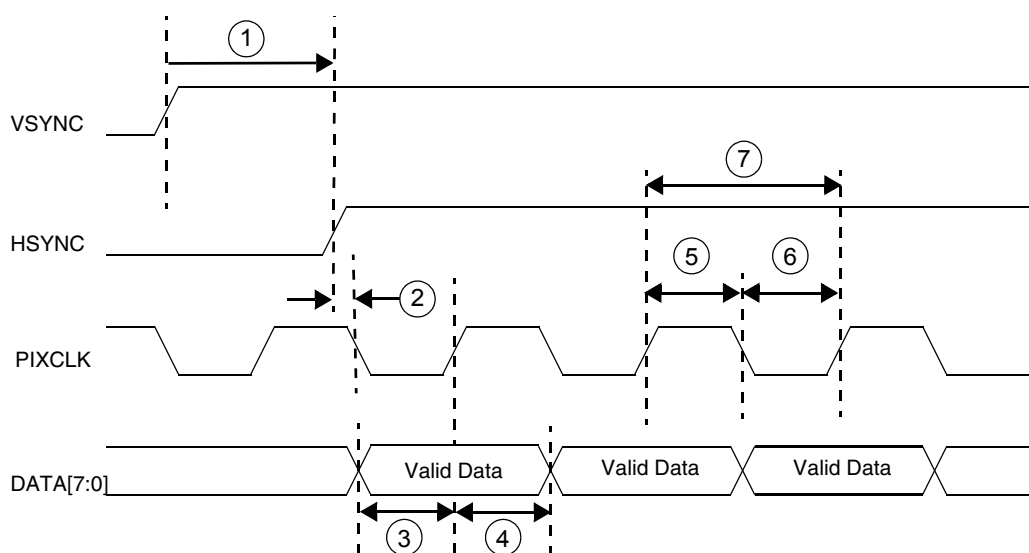 1
VSYNC
7
HSYNC
5
6
2
PIXCLK
DATA[7:0]
Valid Data
Valid Data
Valid Data
3
4